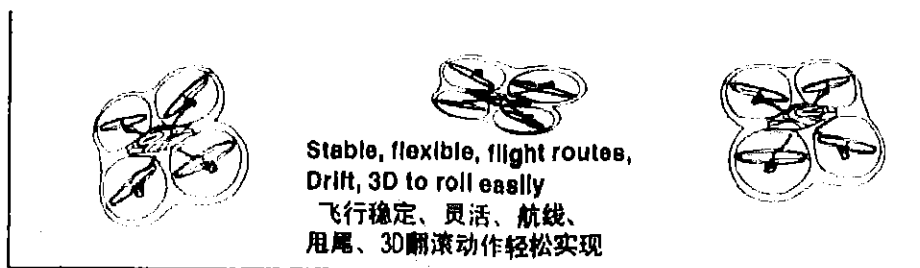 Stable, flexible, flight routes,
Drift, 3D to roll easily
飞行稳定、灵活、航线、
甩尾、3D翻滚动作轻松实现